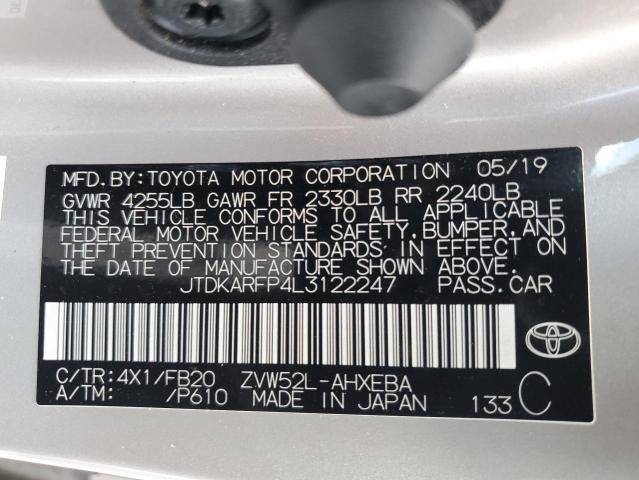 MFD.BY:TOYOTA MOTOR CORPORATION 05/19
GVWR 4255LB GAWR FR 2330LB RR 2240LB
THIS VEHICLE CONFORMS TO ALL APPLICABLE
FEDERAL MOTOR VEHICLE SAFETY,BUMPER,AND
THEFT PREVENTION STANDARDS IN EFFECT ON
THE DATE OF MANUFACTURE SHOWN ABOVE.
JTDKARFP4L3122247 PASS.CAR
C/TR:4X1/FB20 ZVW52L-AHXEBA
A/TM: /P610 MADE IN JAPAN 133 C